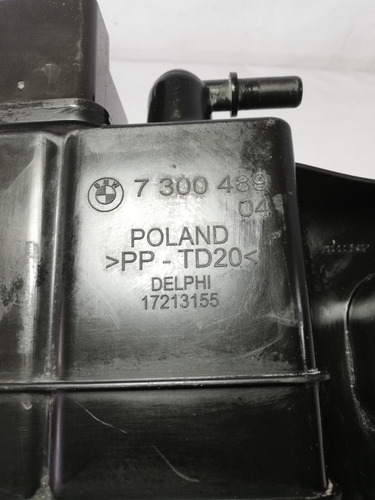 BMW 7 300 489
04
POLAND
>PP - TD20<
DELPHI
17213155